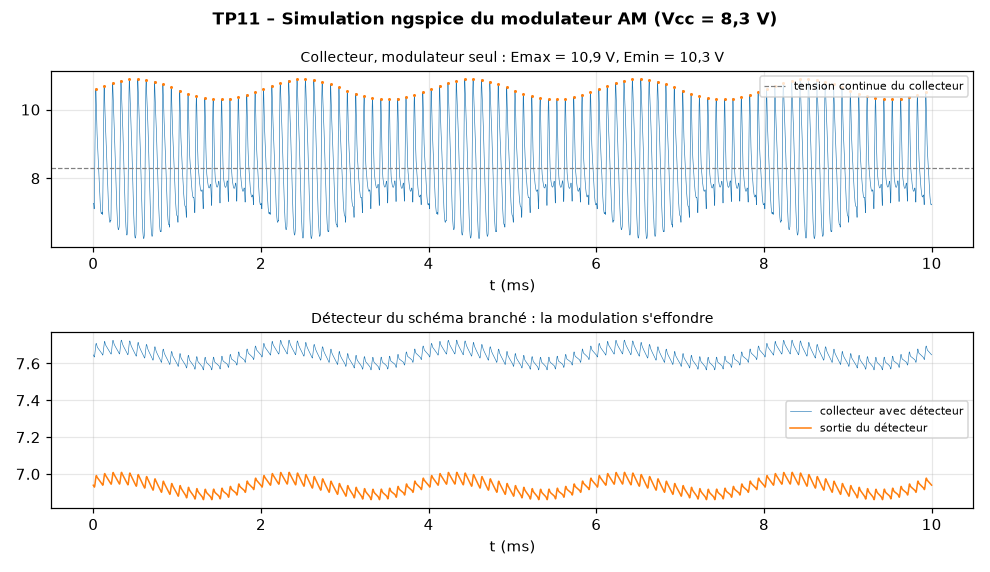 TP11 – Simulation ngspice du modulateur AM (Vcc = 8,3 V)
Collecteur, modulateur seul : Emax = 10,9 V, Emin = 10,3 V
tension continue du collecteur
10
8
0 2 4 6 8 10
t (ms)
Détecteur du schéma branché : la modulation s'effondre
7.6
7.4
7.2
7.0
collecteur avec détecteur
sortie du détecteur
0 2 4 6 8 10
t (ms)